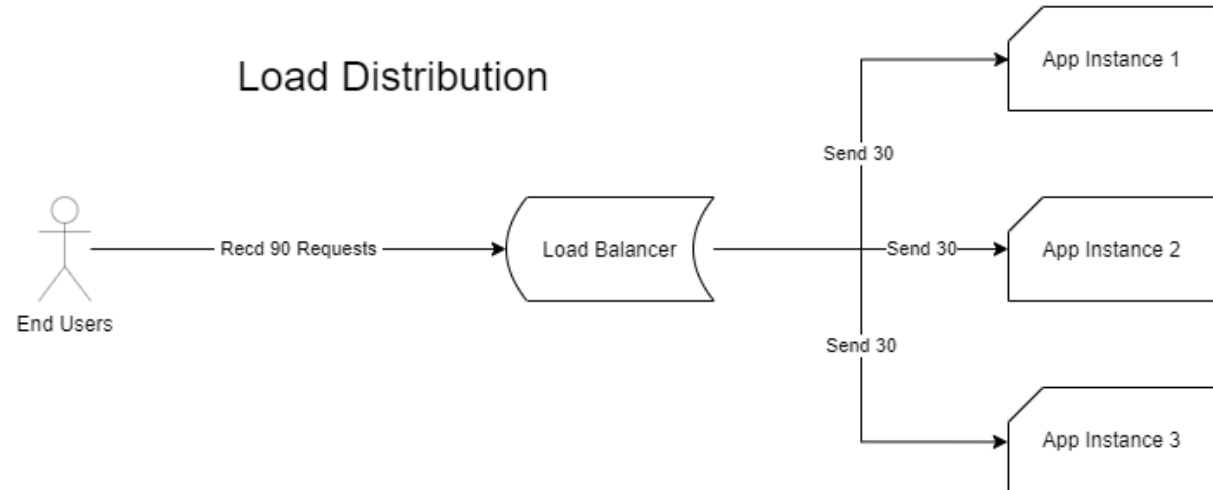 Load Distribution
App Instance 1
Send 30
End Users
Recd 90 Requests
Load Balancer
Send 30
App Instance 2
Send 30
App Instance 3